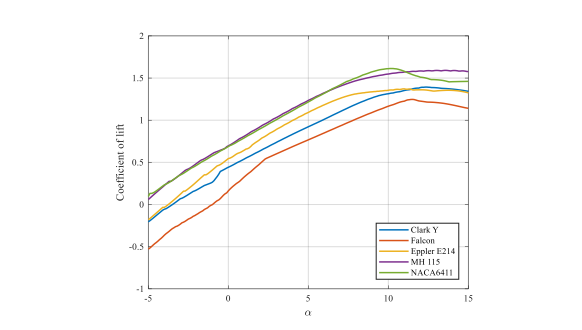 2
1.5
1
0.5
0
-0.5
-1
-5
0
5
10
15
Coefficient of lift
α
Clark Y
Falcon
Eppler E214
MH 115
NACA6411